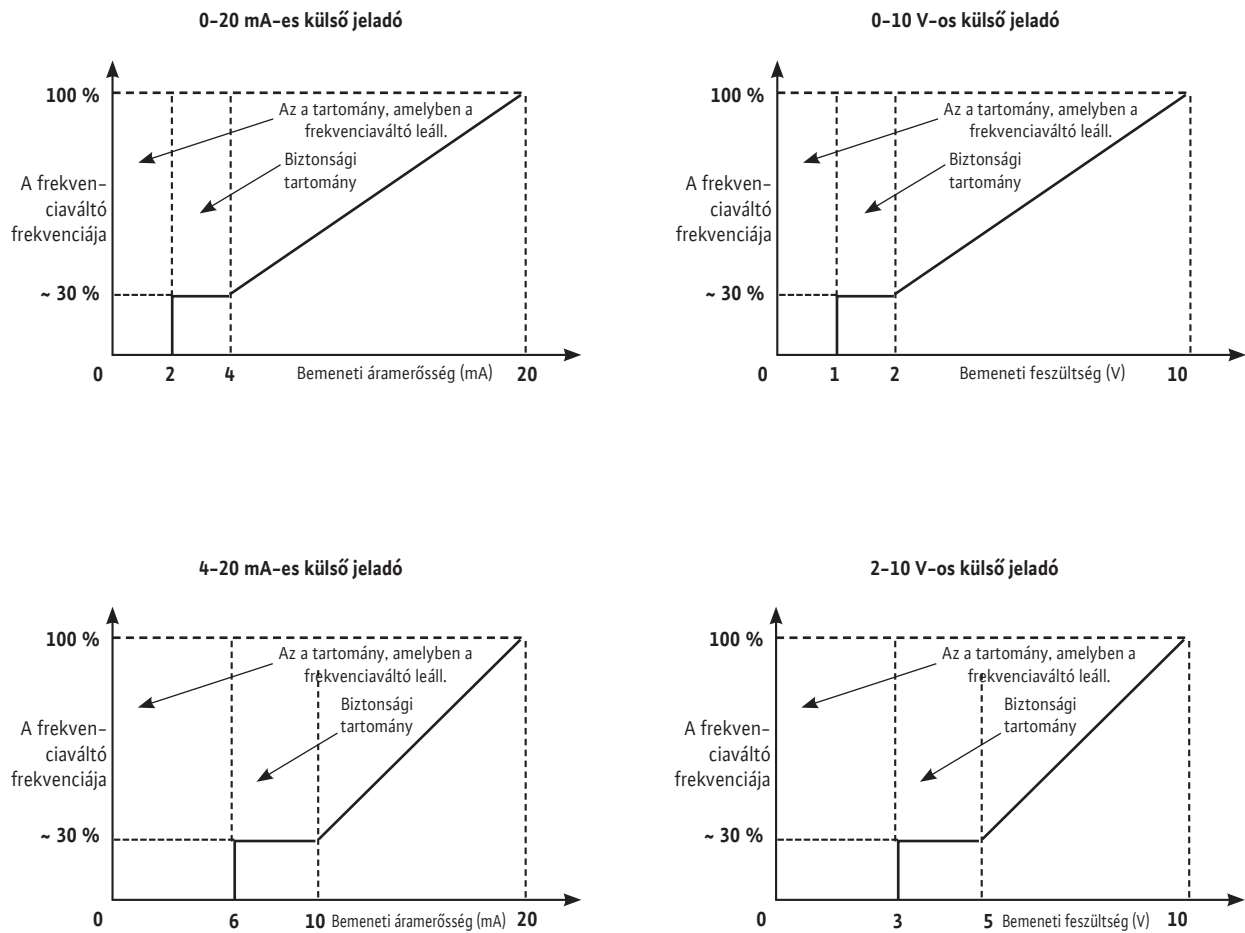 0-20 mA-es külső jeladó
100 %
Az a tartomány, amelyben a
frekvenciaváltó leáll.
Biztonsági
tartomány
A frekven-
ciaváltó
frekvenciája
~ 30 %
0
2
4
Bemeneti áramerősség (mA)
20
0-10 V-os külső jeladó
100 %
Az a tartomány, amelyben a
frekvenciaváltó leáll.
Biztonsági
tartomány
A frekven-
ciaváltó
frekvenciája
~ 30 %
0
1
2
Bemeneti feszültség (V)
10
4-20 mA-es külső jeladó
100 %
Az a tartomány, amelyben a
frekvenciaváltó leáll.
Biztonsági
tartomány
A frekven-
ciaváltó
frekvenciája
~ 30 %
0
6
10
Bemeneti áramerősség (mA)
20
2-10 V-os külső jeladó
100 %
Az a tartomány, amelyben a
frekvenciaváltó leáll.
Biztonsági
tartomány
A frekven-
ciaváltó
frekvenciája
~ 30 %
0
3
5
Bemeneti feszültség (V)
10